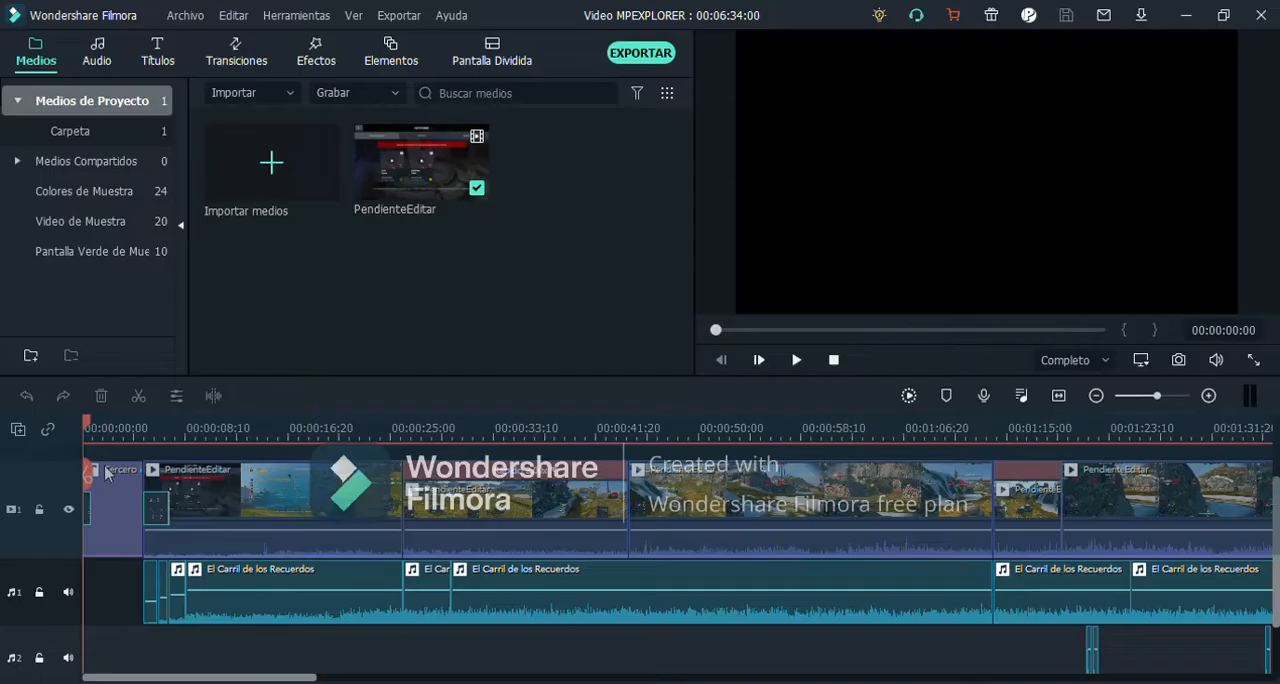 Wondershare Filmora Archivo Editar Herramientas Ver Exportar Ayuda Video MPEXPLORER : 00:06:34:00
Medios Audio Títulos Transiciones Efectos Elementos Pantalla Dividida EXPORTAR
Medios de Proyecto 1
Carpeta 1
Medios Compartidos 0
Colores de Muestra 24
Video de Muestra 20
Pantalla Verde de Mue 10
Importar Grabar Buscar medios
Importar medios
PendienteEditar
00:00:00:00
Completo
00:00:00:00 00:00:08:10 00:00:16:20 00:00:25:00 00:00:33:10 00:00:41:20 00:00:50:00 00:00:58:10 00:01:06:20 00:01:15:00 00:01:23:10 00:01:31:20
Tercero PendienteEditar PendienteEditar PendienteE PendienteEditar
Wondershare
Filmora
Created with
Wondershare Filmora free plan
1
El Carril de los Recuerdos El Car El Carril de los Recuerdos El Carril de los Recuerdos El Carril de los Recuerdos
1
2